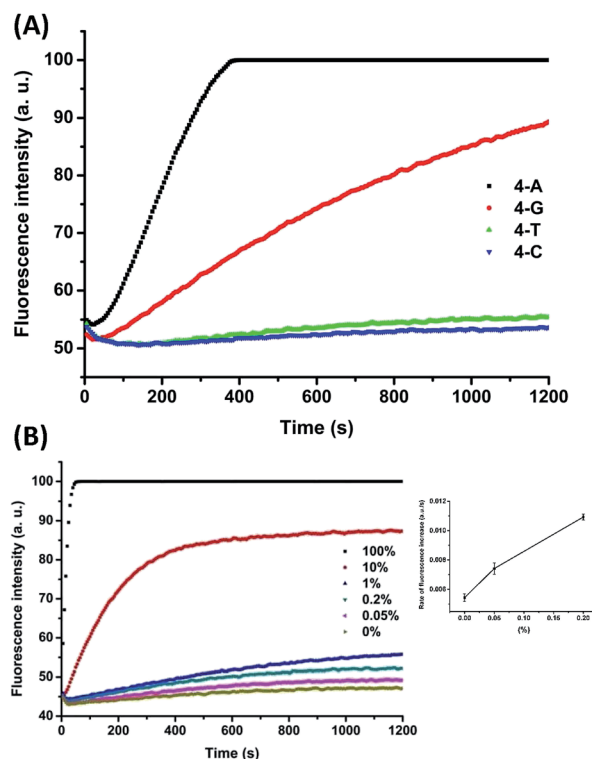 (A)
100
90
80
70
60
50
Fluorescence intensity (a. u.)
4-A
4-G
4-T
4-C
0 200 400 600 800 1000 1200
Time (s)
(B)
100
90
80
70
60
50
40
Fluorescence intensity (a. u.)
100%
10%
1%
0.2%
0.05%
0%
0 200 400 600 800 1000 1200
Time (s)
0.012
0.010
0.008
0.006
Rate of fluorescence increase (a.u./s)
0.00 0.05 0.10 0.15 0.20
(%)